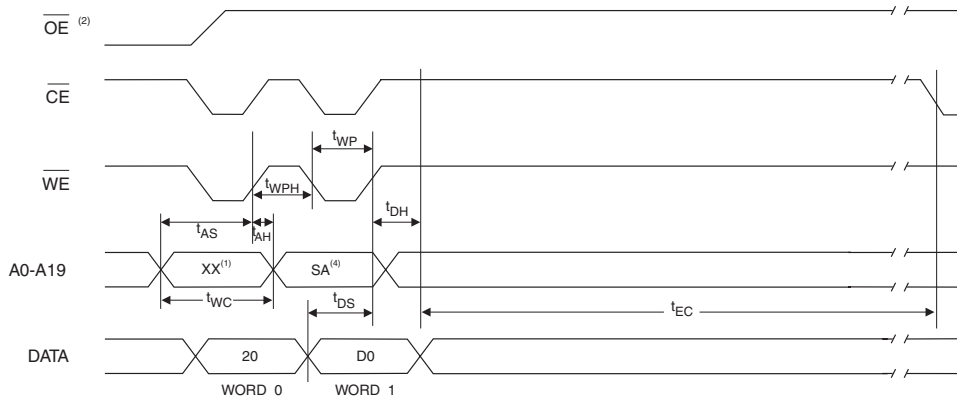 OE (2)
CE
tWP
WE
tWPH
tDH
tAS
tAH
A0-A19
XX(1)
SA(4)
tWC
tDS
tEC
DATA
20
D0
WORD 0
WORD 1